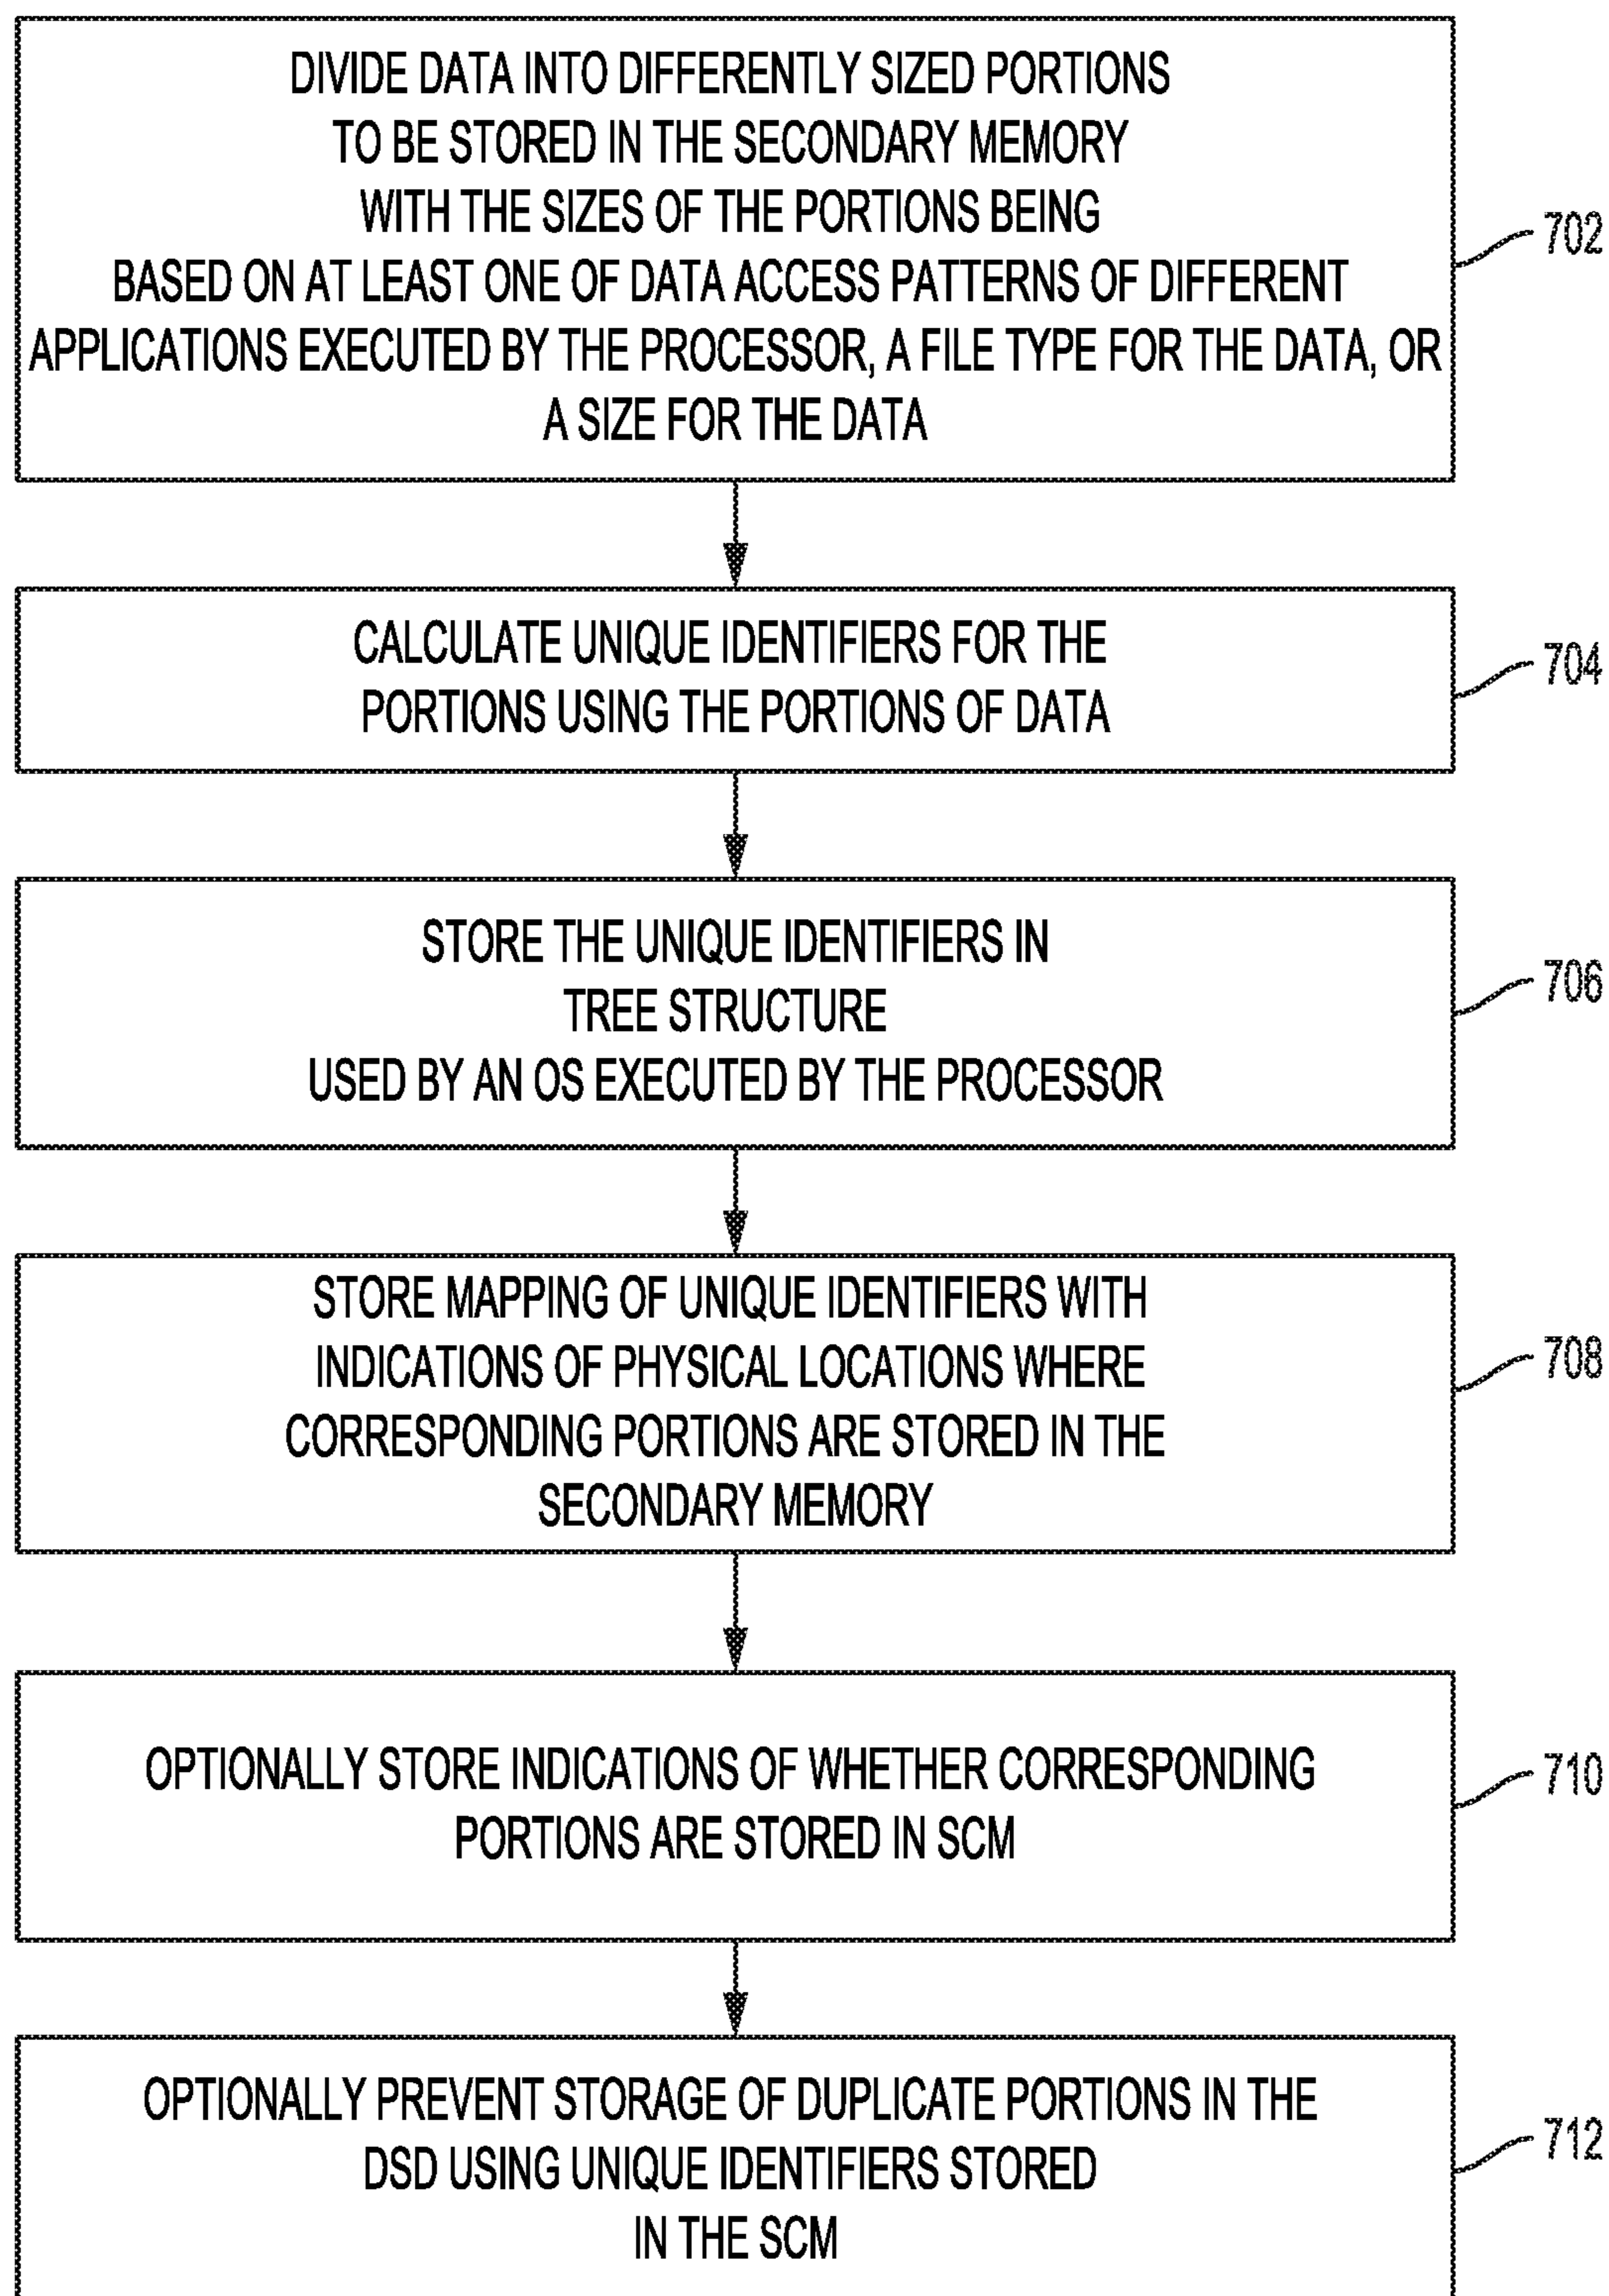 DIVIDE DATA INTO DIFFERENTLY SIZED PORTIONS
TO BE STORED IN THE SECONDARY MEMORY
WITH THE SIZES OF THE PORTIONS BEING
BASED ON AT LEAST ONE OF DATA ACCESS PATTERNS OF DIFFERENT
APPLICATIONS EXECUTED BY THE PROCESSOR, A FILE TYPE FOR THE DATA, OR
A SIZE FOR THE DATA
702
CALCULATE UNIQUE IDENTIFIERS FOR THE
PORTIONS USING THE PORTIONS OF DATA
704
STORE THE UNIQUE IDENTIFIERS IN
TREE STRUCTURE
USED BY AN OS EXECUTED BY THE PROCESSOR
706
STORE MAPPING OF UNIQUE IDENTIFIERS WITH
INDICATIONS OF PHYSICAL LOCATIONS WHERE
CORRESPONDING PORTIONS ARE STORED IN THE
SECONDARY MEMORY
708
OPTIONALLY STORE INDICATIONS OF WHETHER CORRESPONDING
PORTIONS ARE STORED IN SCM
710
OPTIONALLY PREVENT STORAGE OF DUPLICATE PORTIONS IN THE
DSD USING UNIQUE IDENTIFIERS STORED
IN THE SCM
712